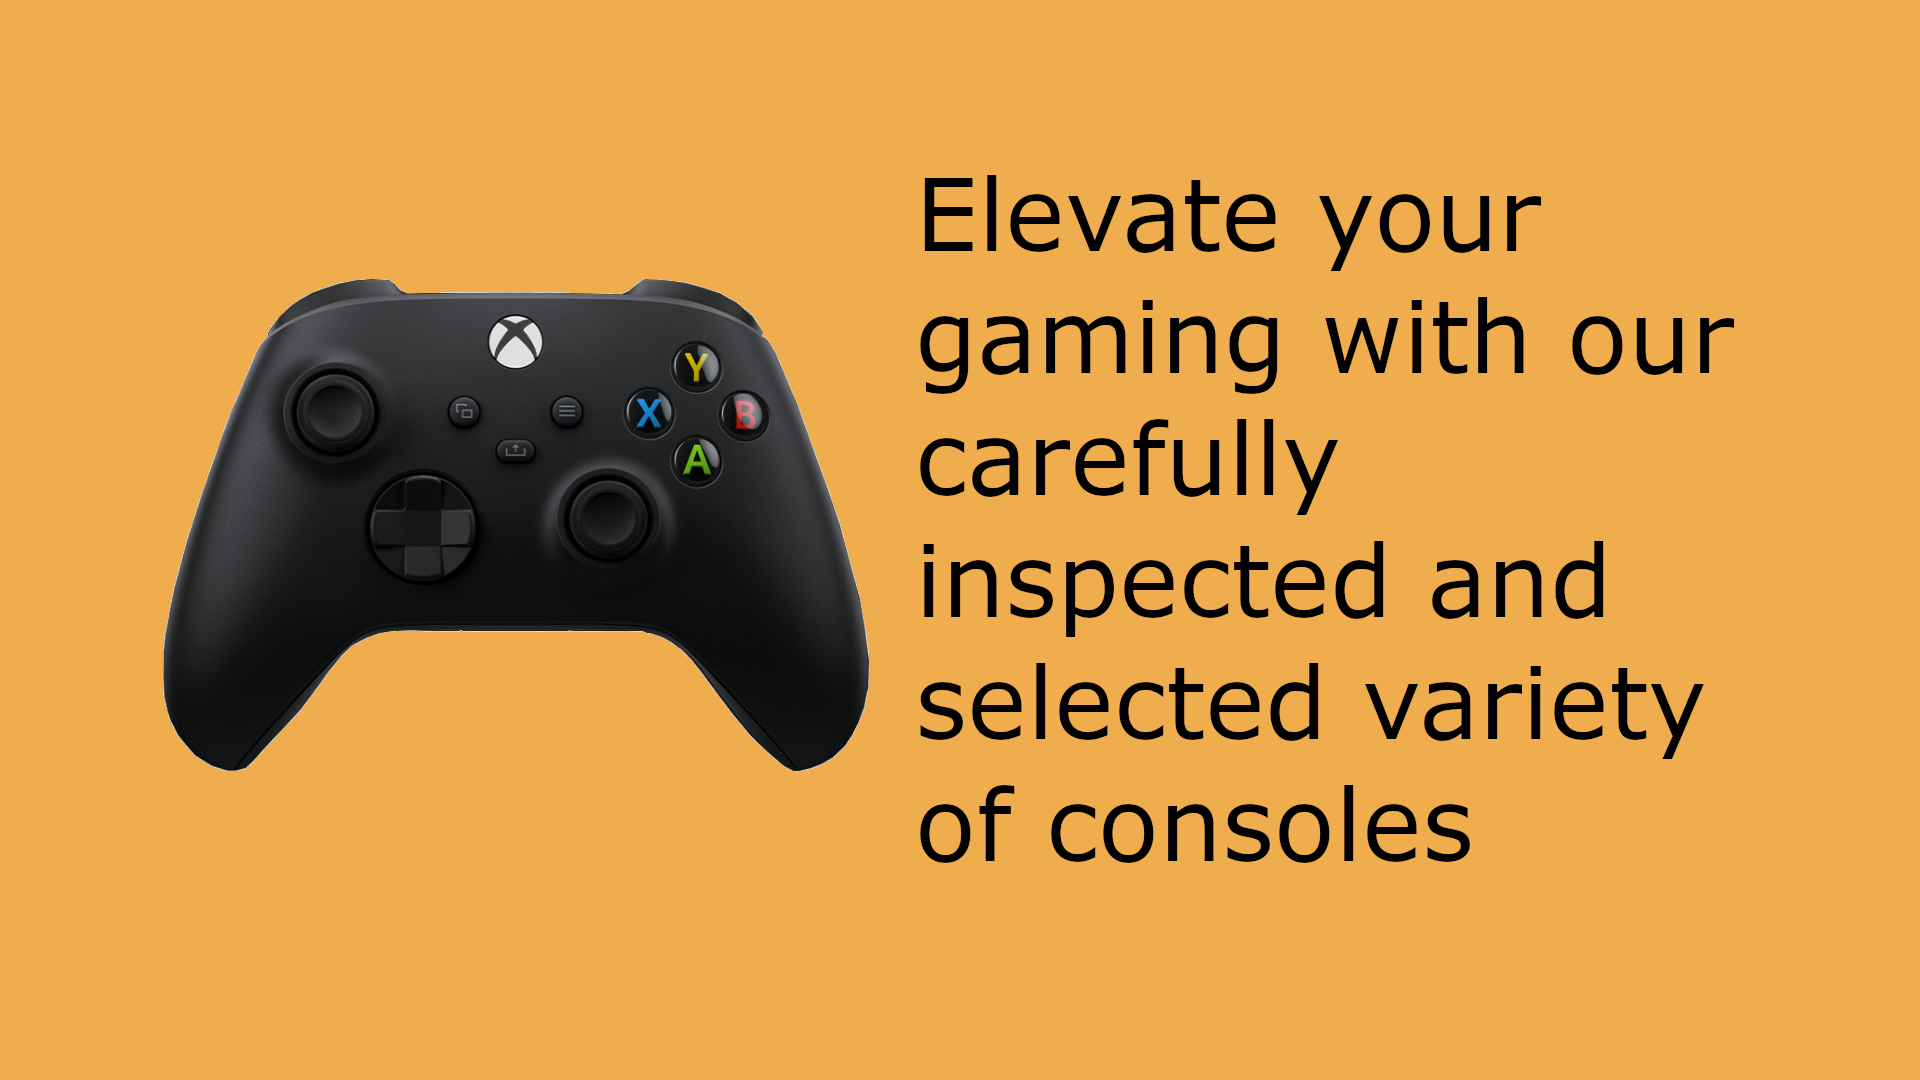 Elevate your
gaming with our
carefully
inspected and
selected variety
of consoles
Y
X
B
A